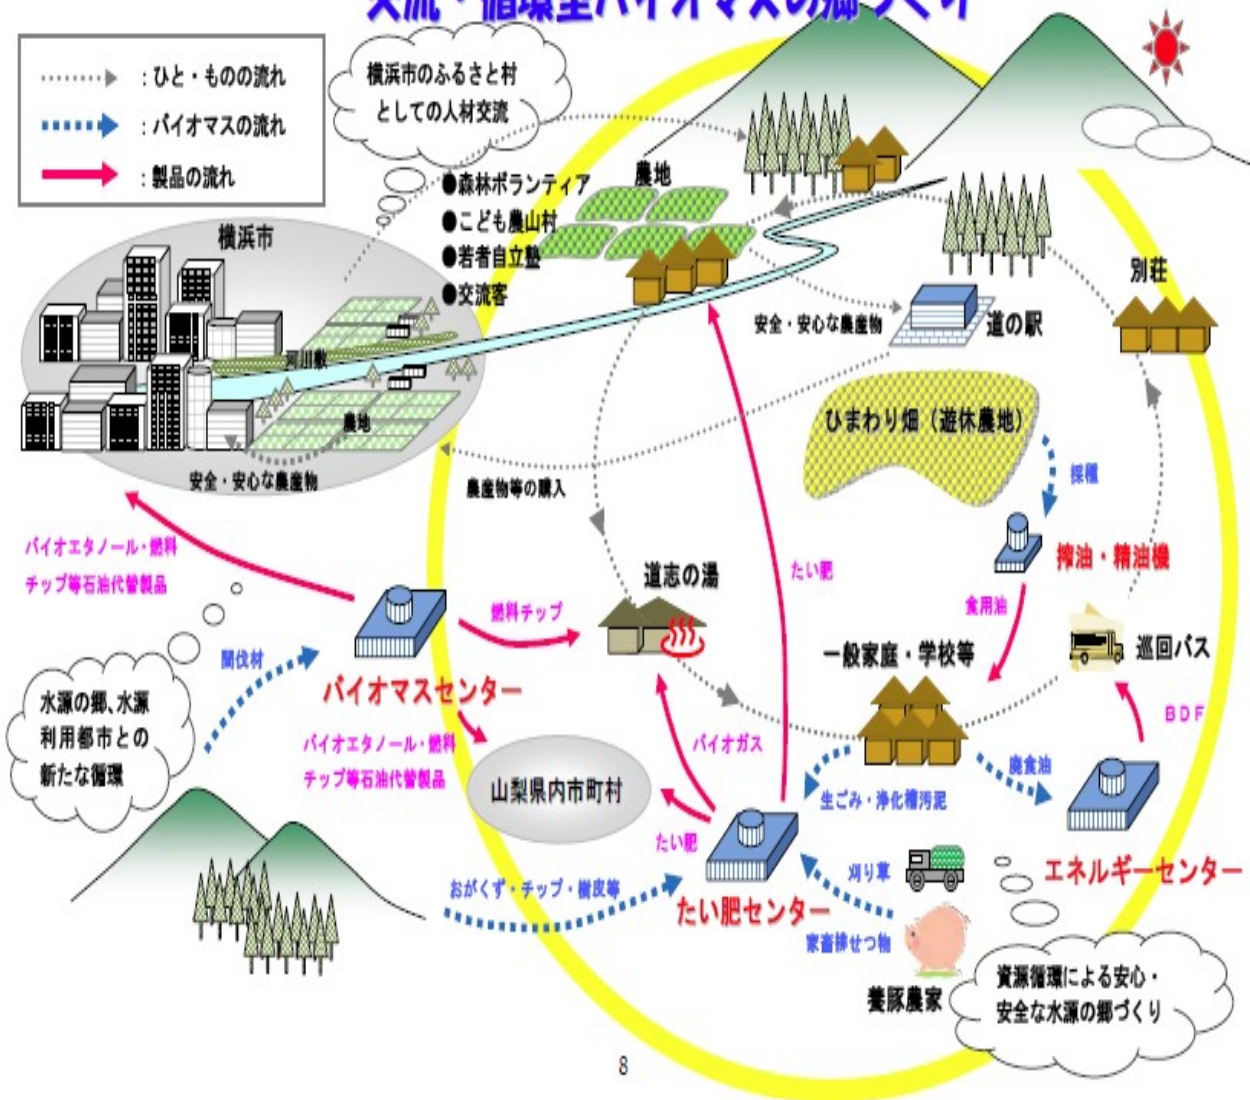 交流・循環型バイオマスの郷づくり
：ひと・ものの流れ
：バイオマスの流れ
：製品の流れ
横浜市のふるさと村
としての人材交流
●森林ボランティア
●こども農山村
●若者自立塾
●交流客
農地
横浜市
河川敷
農地
安全・安心な農産物
安全・安心な農産物
道の駅
別荘
ひまわり畑（遊休農地）
採種
農産物等の購入
搾油・精油機
バイオエタノール・燃料
チップ等石油代替製品
燃料チップ
道志の湯
たい肥
食用油
一般家庭・学校等
巡回バス
間伐材
バイオマスセンター
水源の郷、水源
利用都市との
新たな循環
バイオエタノール・燃料
チップ等石油代替製品
バイオガス
ＢＤＦ
廃食油
山梨県内市町村
生ごみ・浄化槽汚泥
たい肥
エネルギーセンター
刈り草
おがくず・チップ・樹皮等
たい肥センター
家畜排せつ物
養豚農家
資源循環による安心・
安全な水源の郷づくり
8